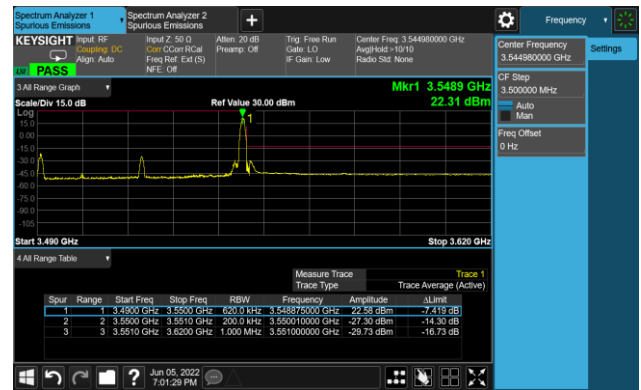 Spectrum Analyzer 1
Spurious Emissions
Spectrum Analyzer 2
Spurious Emissions
Frequency
KEYSIGHT Input: RF
Coupling: DC
Align: Auto
Input Z: 50 Ω
Corr CCorr RCal
Freq Ref: Ext (S)
NFE: Off
Atten: 20 dB
Preamp: Off
Trig: Free Run
Gate: LO
IF Gain: Low
Center Freq: 3.544980000 GHz
Avg|Hold:>10/10
Radio Std: None
PASS
Center Frequency
3.544980000 GHz
Settings
CF Step
3.500000 MHz
Auto
Man
Freq Offset
0 Hz
3 All Range Graph
Mkr1 3.5489 GHz
22.31 dBm
Scale/Div 15.0 dB
Ref Value 30.00 dBm
Log
15.0
0.00
-15.0
-30.0
-45.0
-60.0
-75.0
-90.0
-105
1
Start 3.490 GHz
Stop 3.620 GHz
4 All Range Table
Measure Trace Trace 1
Trace Type Trace Average (Active)
Spur Range Start Freq Stop Freq RBW Frequency Amplitude ΔLimit
1 1 3.4900 GHz 3.5500 GHz 620.0 kHz 3.548875000 GHz 22.58 dBm -7.419 dB
2 2 3.5500 GHz 3.5510 GHz 200.0 kHz 3.550010000 GHz -27.30 dBm -14.30 dB
3 3 3.5510 GHz 3.6200 GHz 1.000 MHz 3.551000000 GHz -29.73 dBm -16.73 dB
Jun 05, 2022
7:01:29 PM